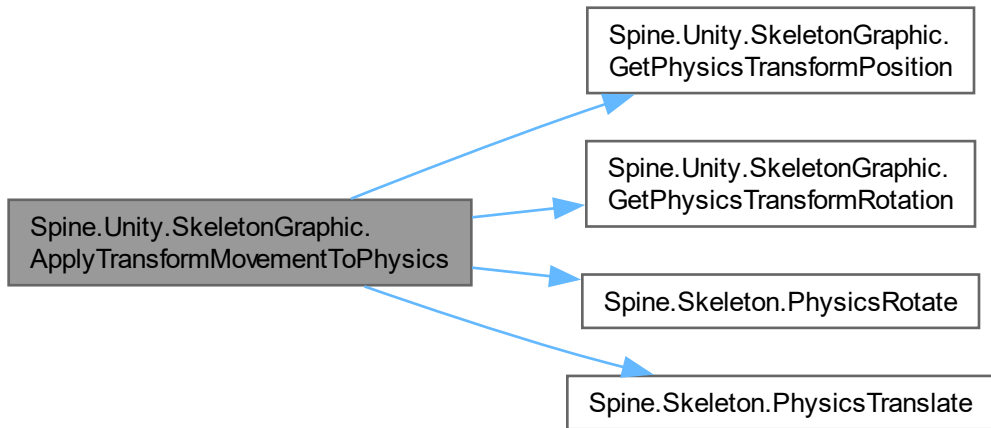 Spine.Unity.SkeletonGraphic.
GetPhysicsTransformPosition
Spine.Unity.SkeletonGraphic.
GetPhysicsTransformRotation
Spine.Unity.SkeletonGraphic.
ApplyTransformMovementToPhysics
Spine.Skeleton.PhysicsRotate
Spine.Skeleton.PhysicsTranslate